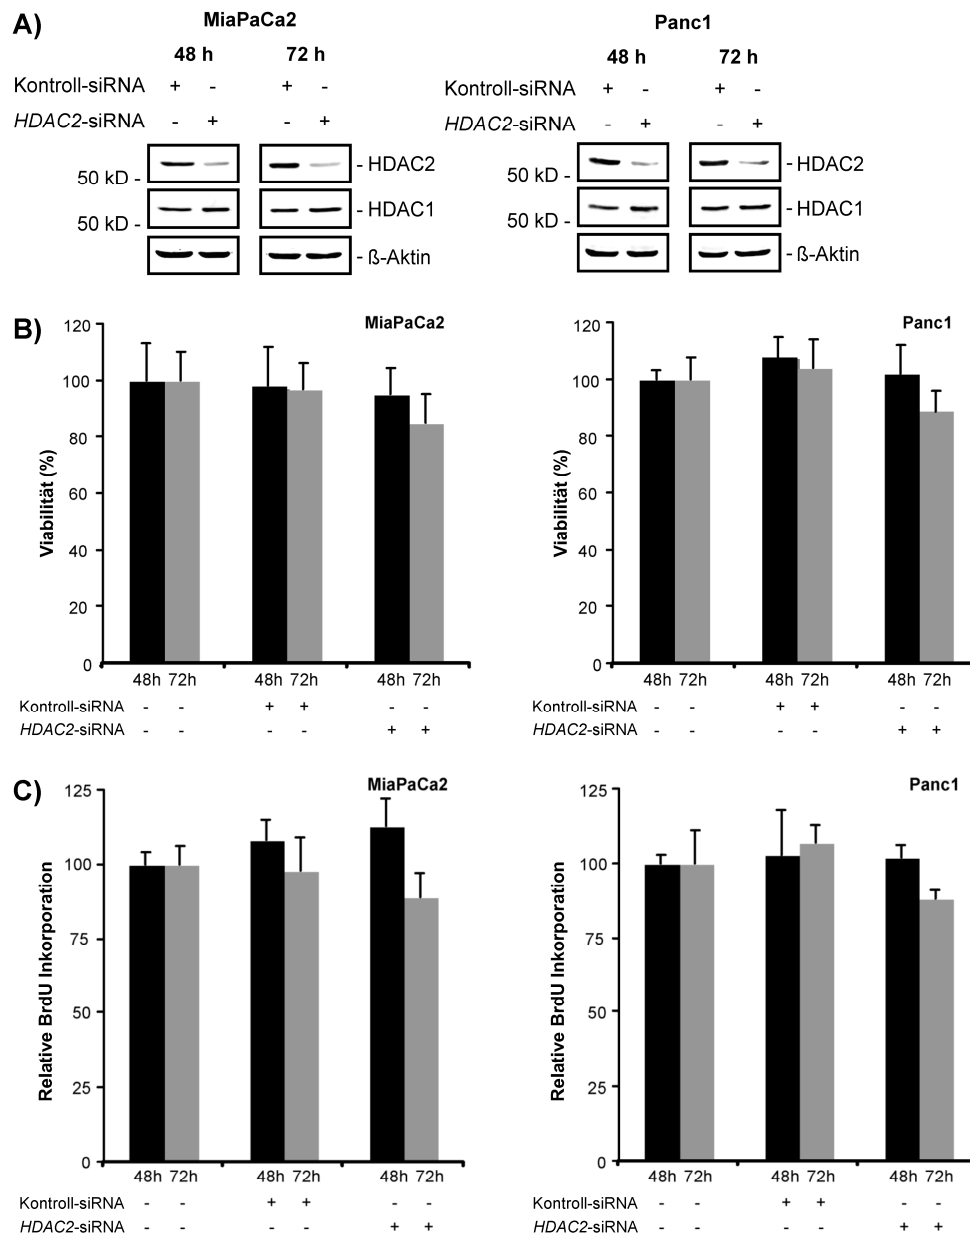 A)
MiaPaCa2
48 h 72 h
Kontroll-siRNA + - + -
HDAC2-siRNA - + - +
50 kD - - HDAC2
50 kD - - HDAC1
- ß-Aktin
Panc1
48 h 72 h
Kontroll-siRNA + - + -
HDAC2-siRNA - + - +
50 kD - - HDAC2
50 kD - - HDAC1
- ß-Aktin
B)
MiaPaCa2
Viabilität (%)
120
100
80
60
40
20
0
48h 72h 48h 72h 48h 72h
Kontroll-siRNA - - + + - -
HDAC2-siRNA - - - - + +
Panc1
Viabilität (%)
120
100
80
60
40
20
0
48h 72h 48h 72h 48h 72h
Kontroll-siRNA - - + + - -
HDAC2-siRNA - - - - + +
C)
MiaPaCa2
Relative BrdU Inkorporation
125
100
75
50
25
0
48h 72h 48h 72h 48h 72h
Kontroll-siRNA - - + + - -
HDAC2-siRNA - - - - + +
Panc1
Relative BrdU Inkorporation
125
100
75
50
25
0
48h 72h 48h 72h 48h 72h
Kontroll-siRNA - - + + - -
HDAC2-siRNA - - - - + +